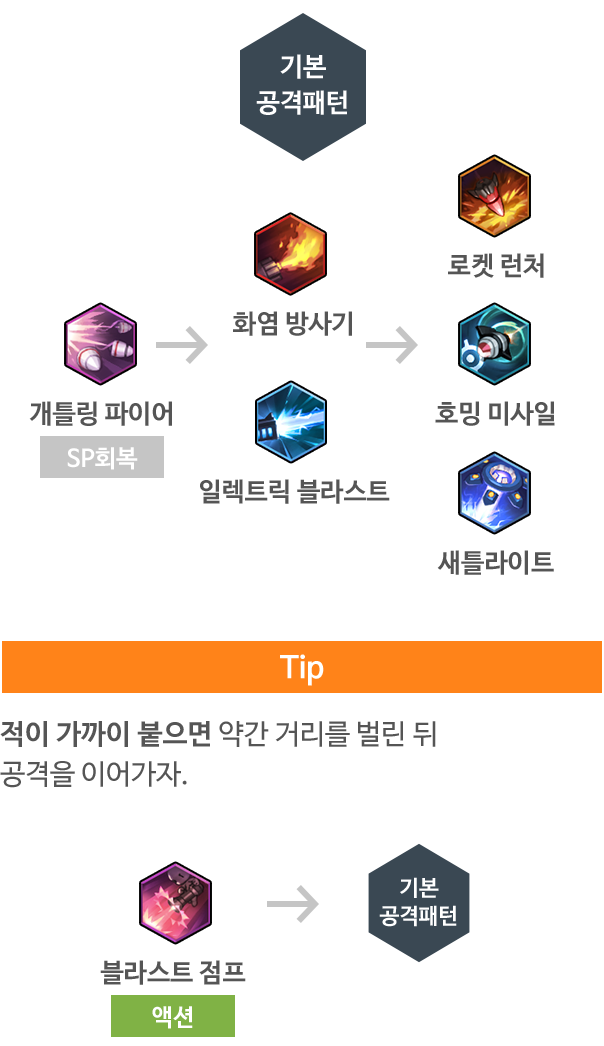 기본
공격패턴
개틀링 파이어
SP회복
화염 방사기
일렉트릭 블라스트
로켓 런처
호밍 미사일
새틀라이트
Tip
적이 가까이 붙으면 약간 거리를 벌린 뒤
공격을 이어가자.
블라스트 점프
액션
기본
공격패턴